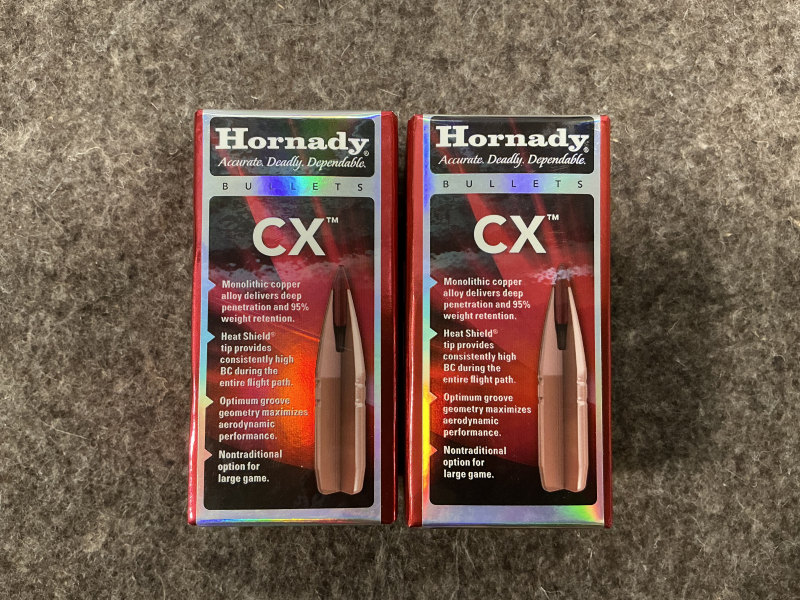 Hornady®
Accurate. Deadly. Dependable.
BULLETS
CX™
Monolithic copper
alloy delivers deep
penetration and 95%
weight retention.
Heat Shield®
tip provides
consistently high
BC during the
entire flight path.
Optimum groove
geometry maximizes
aerodynamic
performance.
Nontraditional
option for
large game.
Hornady®
Accurate. Deadly. Dependable.
BULLETS
CX™
Monolithic copper
alloy delivers deep
penetration and 95%
weight retention.
Heat Shield®
tip provides
consistently high
BC during the
entire flight path.
Optimum groove
geometry maximizes
aerodynamic
performance.
Nontraditional
option for
large game.